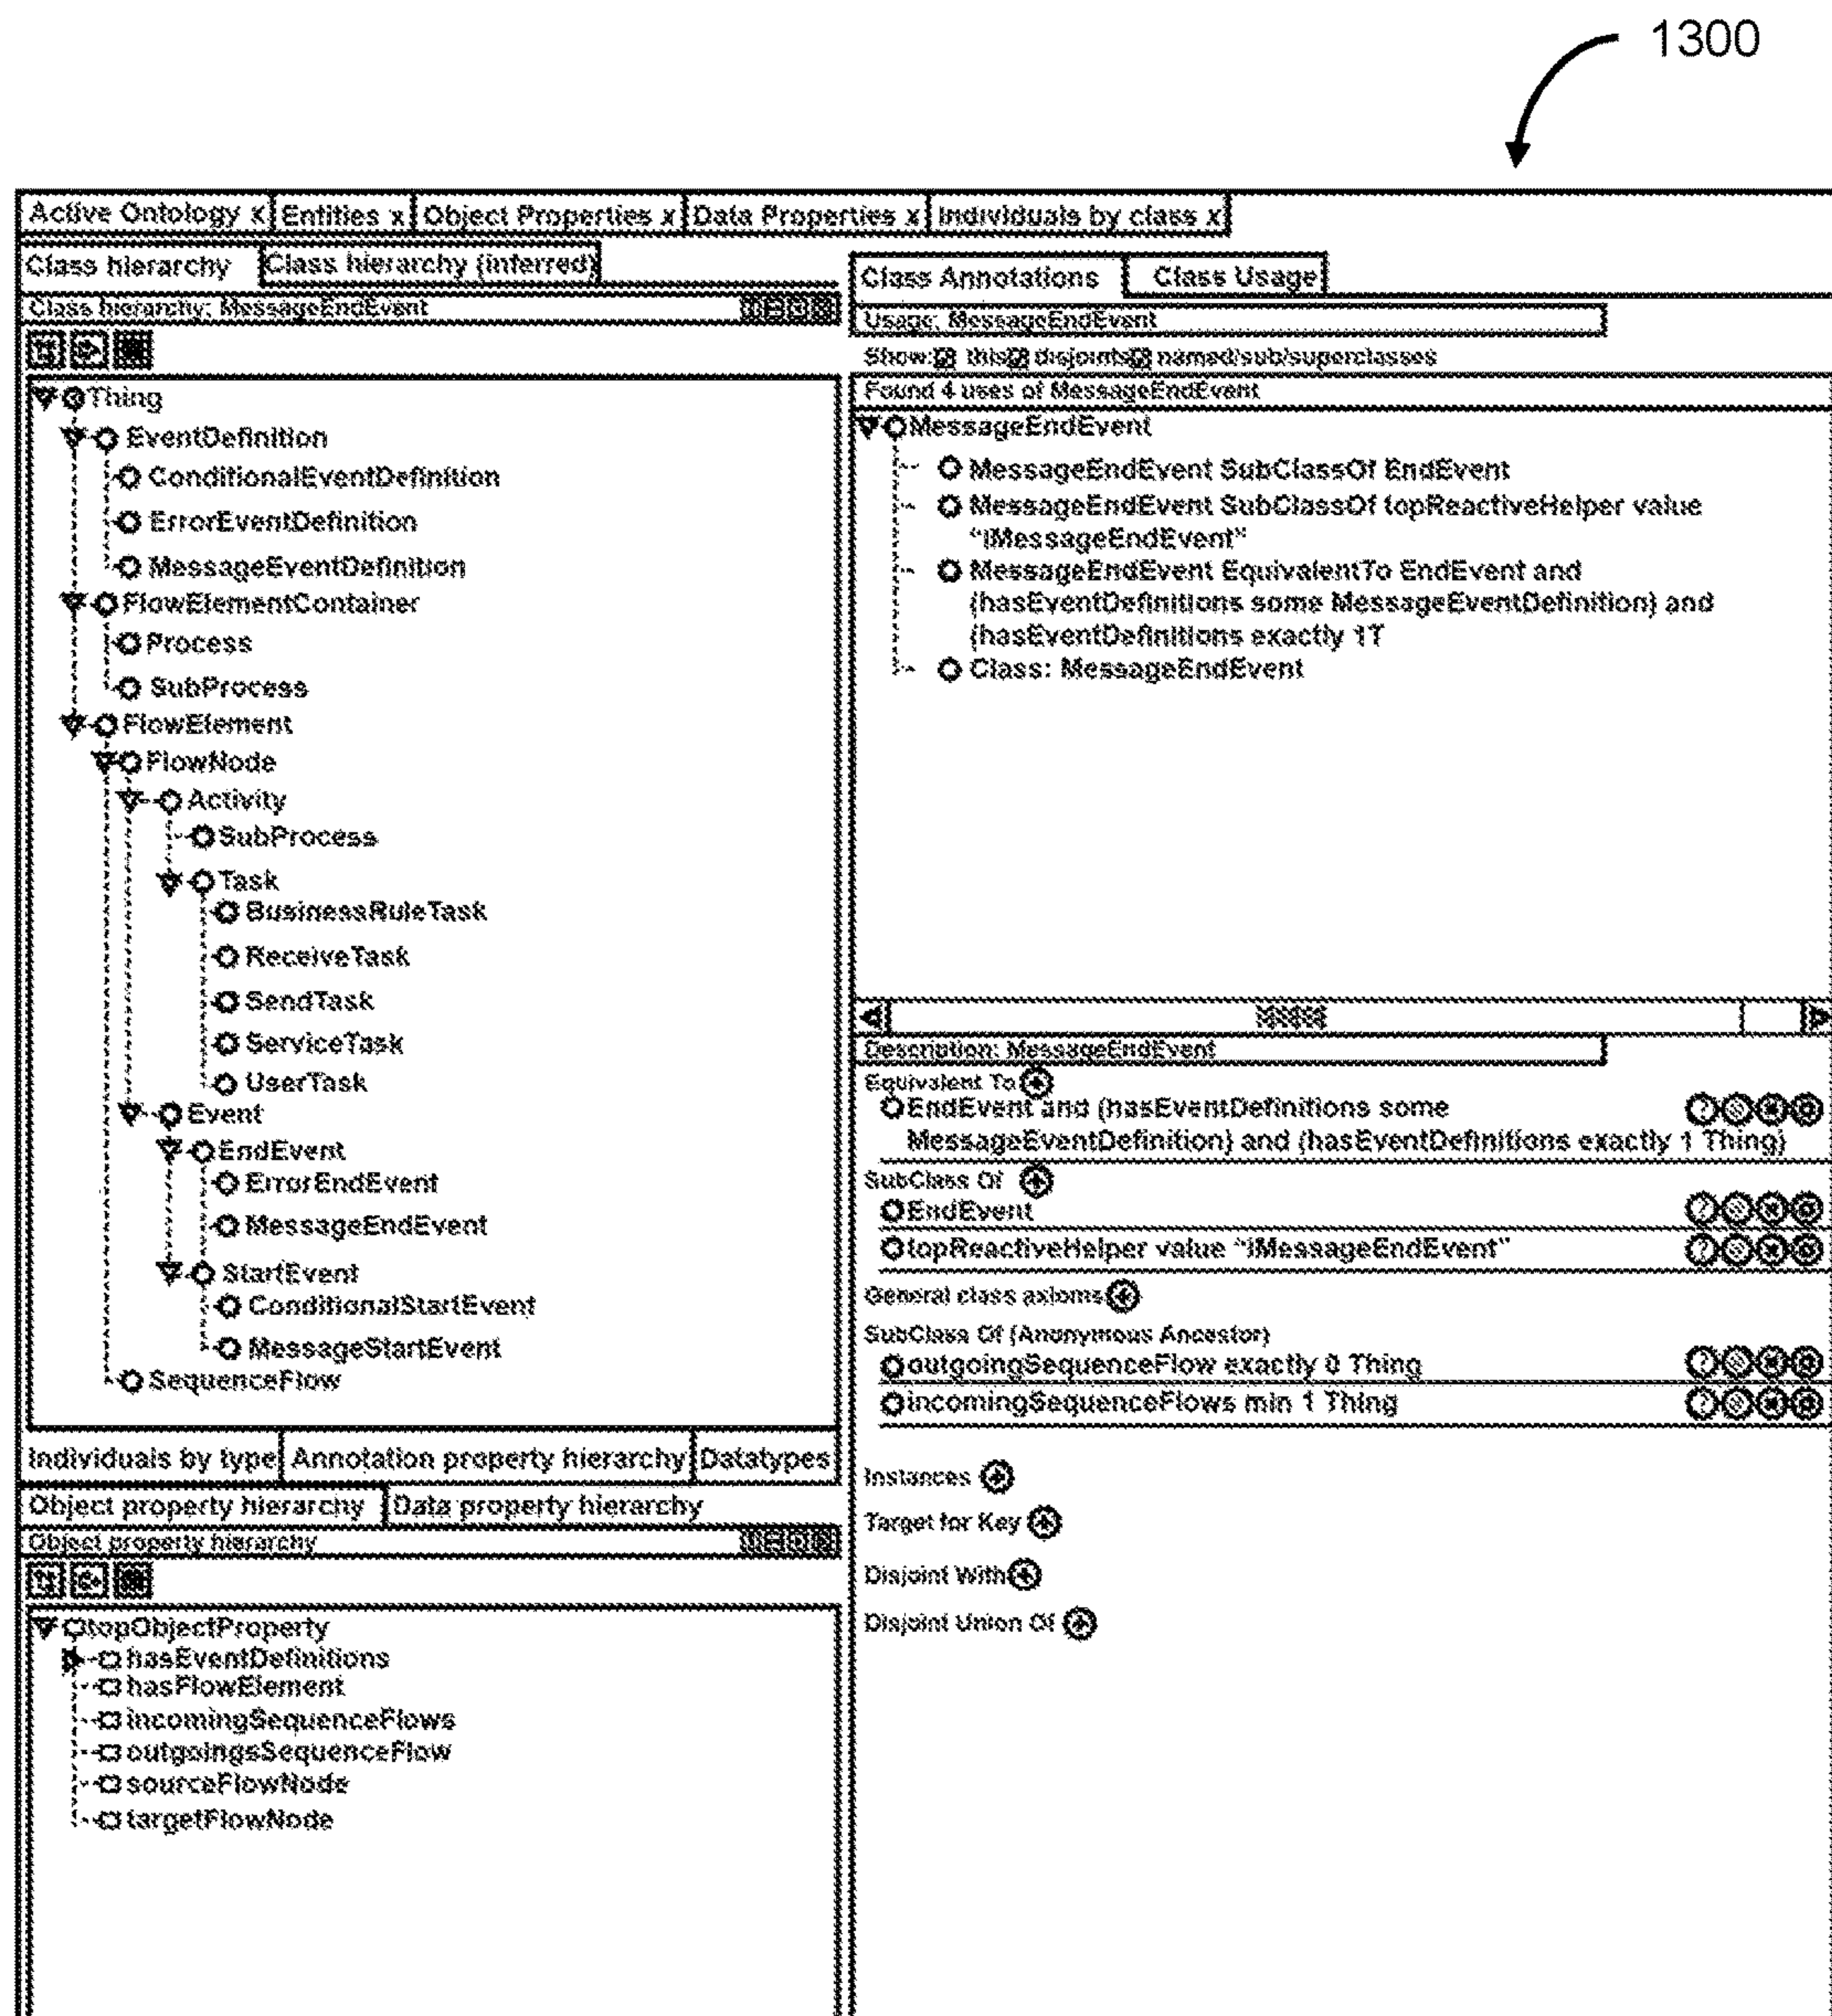 1300
Active Ontology x Entities x Object Properties x Data Properties x Individuals by class x
Class hierarchy Class hierarchy (inferred)
Class hierarchy: MessageEndEvent
Thing
EventDefinition
ConditionalEventDefinition
ErrorEventDefinition
MessageEventDefinition
FlowElementContainer
Process
SubProcess
FlowElement
FlowNode
Activity
SubProcess
Task
BusinessRuleTask
ReceiveTask
SendTask
ServiceTask
UserTask
Event
EndEvent
ErrorEndEvent
MessageEndEvent
StartEvent
ConditionalStartEvent
MessageStartEvent
SequenceFlow
Individuals by type Annotation property hierarchy Datatypes
Object property hierarchy Data property hierarchy
Object property hierarchy
topObjectProperty
hasEventDefinitions
hasFlowElement
incomingSequenceFlows
outgoingsSequenceFlow
sourceFlowNode
targetFlowNode
Class Annotations Class Usage
Usage: MessageEndEvent
Show: this disjoints named/sub/superclasses
Found 4 uses of MessageEndEvent
MessageEndEvent
MessageEndEvent SubClassOf EndEvent
MessageEndEvent SubClassOf topReactiveHelper value
"iMessageEndEvent"
MessageEndEvent EquivalentTo EndEvent and
(hasEventDefinitions some MessageEventDefinition) and
(hasEventDefinitions exactly 1T
Class: MessageEndEvent
Description: MessageEndEvent
Equivalent To
EndEvent and (hasEventDefinitions some
MessageEventDefinition) and (hasEventDefinitions exactly 1 Thing)
SubClass Of
EndEvent
topReactiveHelper value "iMessageEndEvent"
General class axioms
SubClass Of (Anonymous Ancestor)
outgoingSequenceFlow exactly 0 Thing
incomingSequenceFlows min 1 Thing
Instances
Target for Key
Disjoint With
Disjoint Union Of